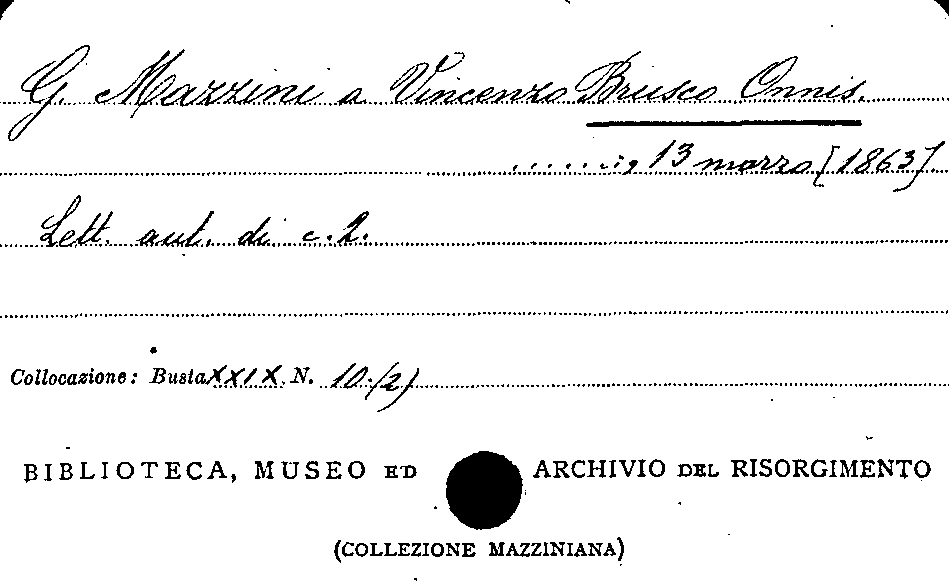 G. Mazzini a Vincenzo Brusco Onnis.
......, 13 marzo [1863].
Lett. aut. di c. 2.
Collocazione: Busta XXIX. N. 10.(2)
BIBLIOTECA, MUSEO ED ARCHIVIO DEL RISORGIMENTO
(COLLEZIONE MAZZINIANA)